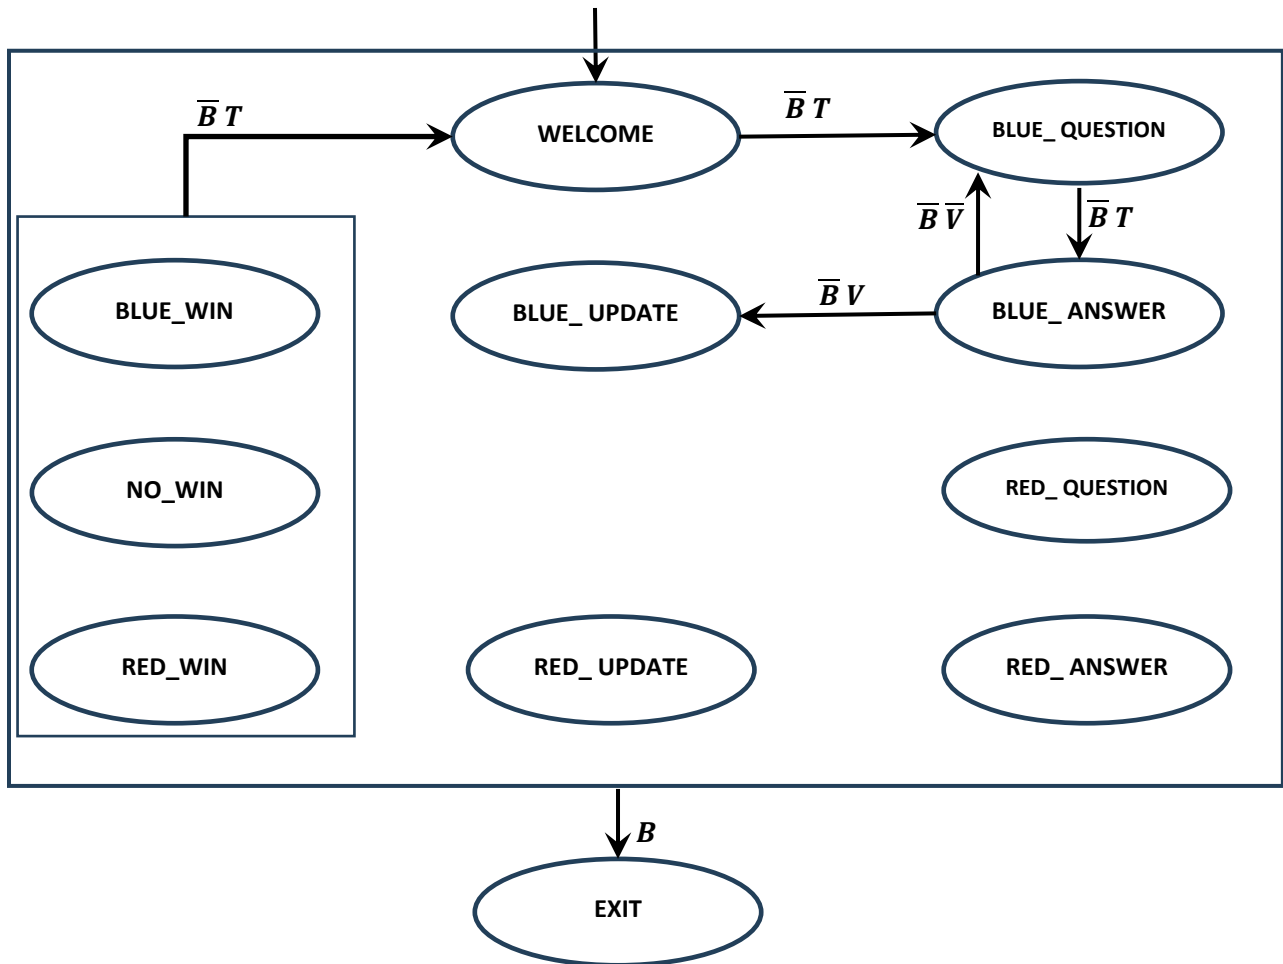 B̅ T
WELCOME
B̅ T
BLUE_ QUESTION
B̅ V̅
B̅ T
BLUE_WIN
BLUE_ UPDATE
B̅ V
BLUE_ ANSWER
NO_WIN
RED_ QUESTION
RED_WIN
RED_ UPDATE
RED_ ANSWER
B
EXIT